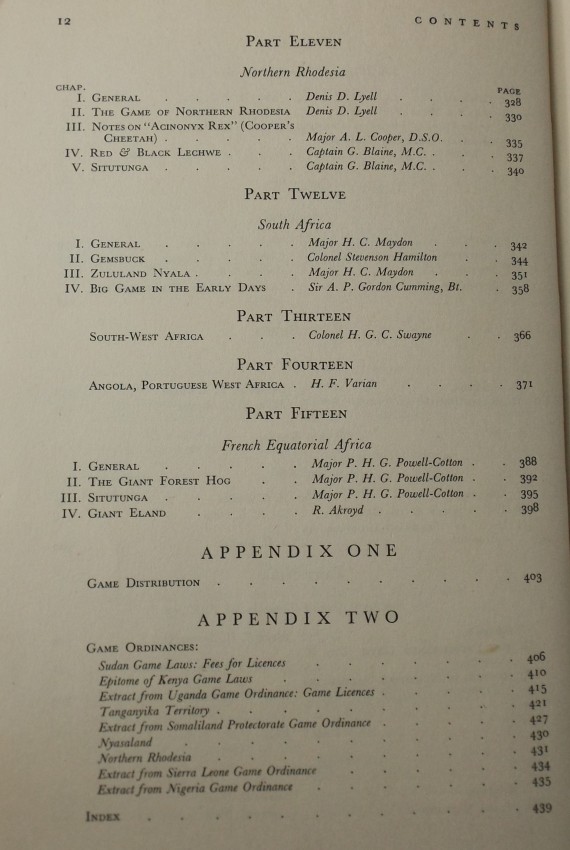 12 CONTENTS
PART ELEVEN
Northern Rhodesia
CHAP. PAGE
I. GENERAL . . . . . Denis D. Lyell . . . . 328
II. THE GAME OF NORTHERN RHODESIA Denis D. Lyell . . . . 330
III. NOTES ON "ACINONYX REX" (COOPER'S
CHEETAH) . . . . . Major A. L. Cooper, D.S.O. . . 335
IV. RED & BLACK LECHWE . . . Captain G. Blaine, M.C. . . . 337
V. SITUTUNGA . . . . . Captain G. Blaine, M.C. . . . 340
PART TWELVE
South Africa
I. GENERAL . . . . . Major H. C. Maydon . . . 342
II. GEMSBUCK . . . . . Colonel Stevenson Hamilton . . 344
III. ZULULAND NYALA . . . . Major H. C. Maydon . . . 351
IV. BIG GAME IN THE EARLY DAYS . Sir A. P. Gordon Cumming, Bt. . 358
PART THIRTEEN
SOUTH-WEST AFRICA . . . Colonel H. G. C. Swayne . . 366
PART FOURTEEN
ANGOLA, PORTUGUESE WEST AFRICA . H. F. Varian . . . . 371
PART FIFTEEN
French Equatorial Africa
I. GENERAL . . . . . Major P. H. G. Powell-Cotton . . 388
II. THE GIANT FOREST HOG . . Major P. H. G. Powell-Cotton . . 392
III. SITUTUNGA . . . . . Major P. H. G. Powell-Cotton . . 395
IV. GIANT ELAND . . . . R. Akroyd . . . . . 398
APPENDIX ONE
GAME DISTRIBUTION . . . . . . . . . 403
APPENDIX TWO
GAME ORDINANCES:
Sudan Game Laws: Fees for Licences . . . . . . 406
Epitome of Kenya Game Laws . . . . . . . 410
Extract from Uganda Game Ordinance: Game Licences . . . . 415
Tanganyika Territory . . . . . . . . . 421
Extract from Somaliland Protectorate Game Ordinance . . . . 427
Nyasaland . . . . . . . . . 430
Northern Rhodesia . . . . . . . . 431
Extract from Sierra Leone Game Ordinance . . . . . 434
Extract from Nigeria Game Ordinance . . . . . . 435
INDEX . . . . . . . . . . . 439